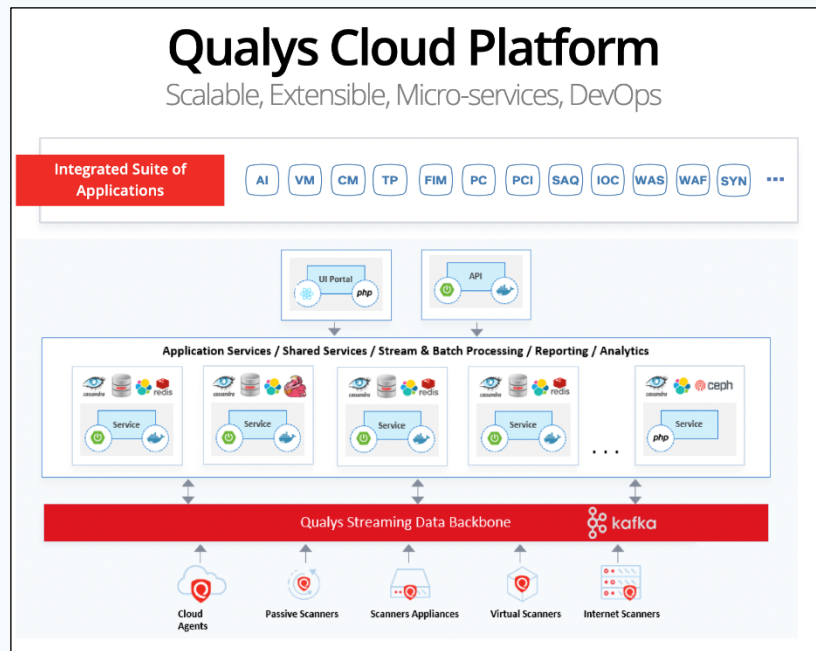 Qualys Cloud Platform
Scalable, Extensible, Micro-services, DevOps
Integrated Suite of
Applications
AI VM CM TP FIM PC PCI SAQ IOC WAS WAF SYN ...
UI Portal
php
API
Application Services / Shared Services / Stream & Batch Processing / Reporting / Analytics
cassandra redis
Service
cassandra
Service
cassandra redis
Service
cassandra redis
Service
. . .
cassandra ceph
Service
php
Qualys Streaming Data Backbone kafka
Cloud
Agents
Passive Scanners
Scanners Appliances
Virtual Scanners
Internet Scanners